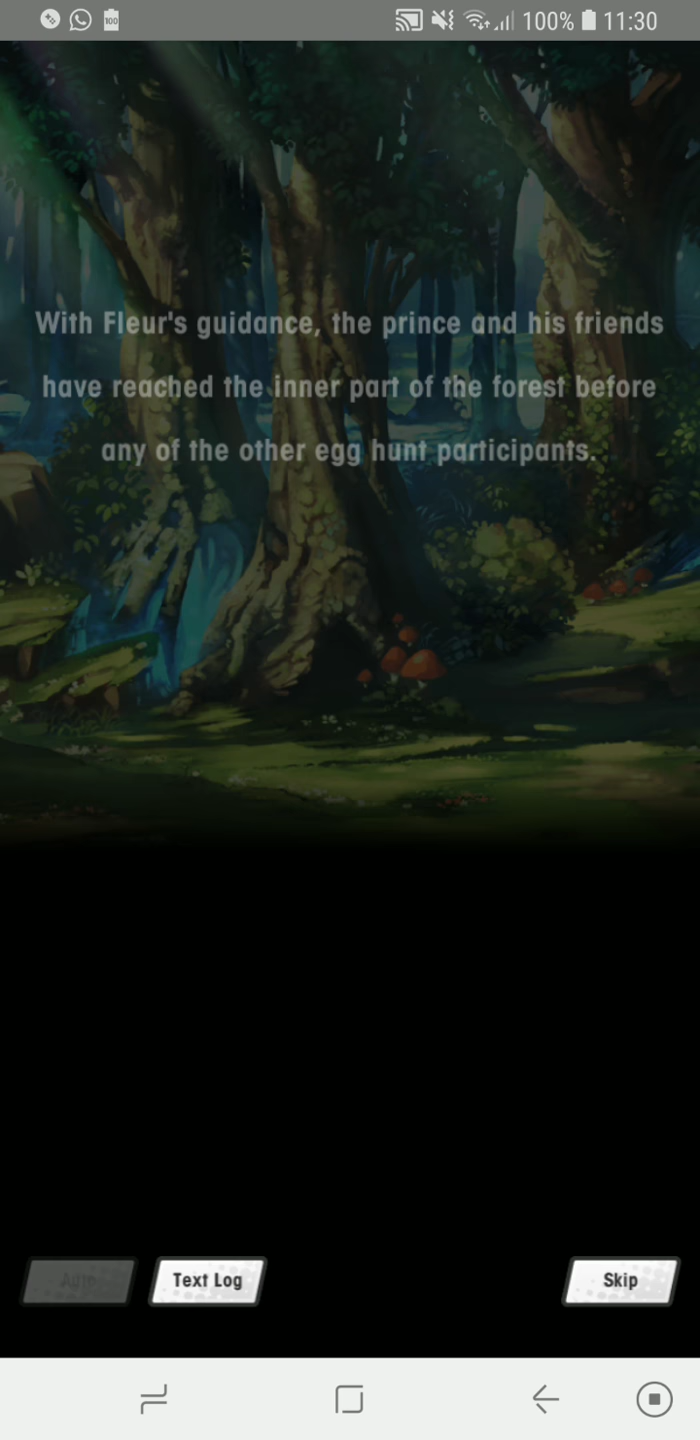 100% 11:30
With Fleur's guidance, the prince and his friends
have reached the inner part of the forest before
any of the other egg hunt participants.
Auto Text Log Skip